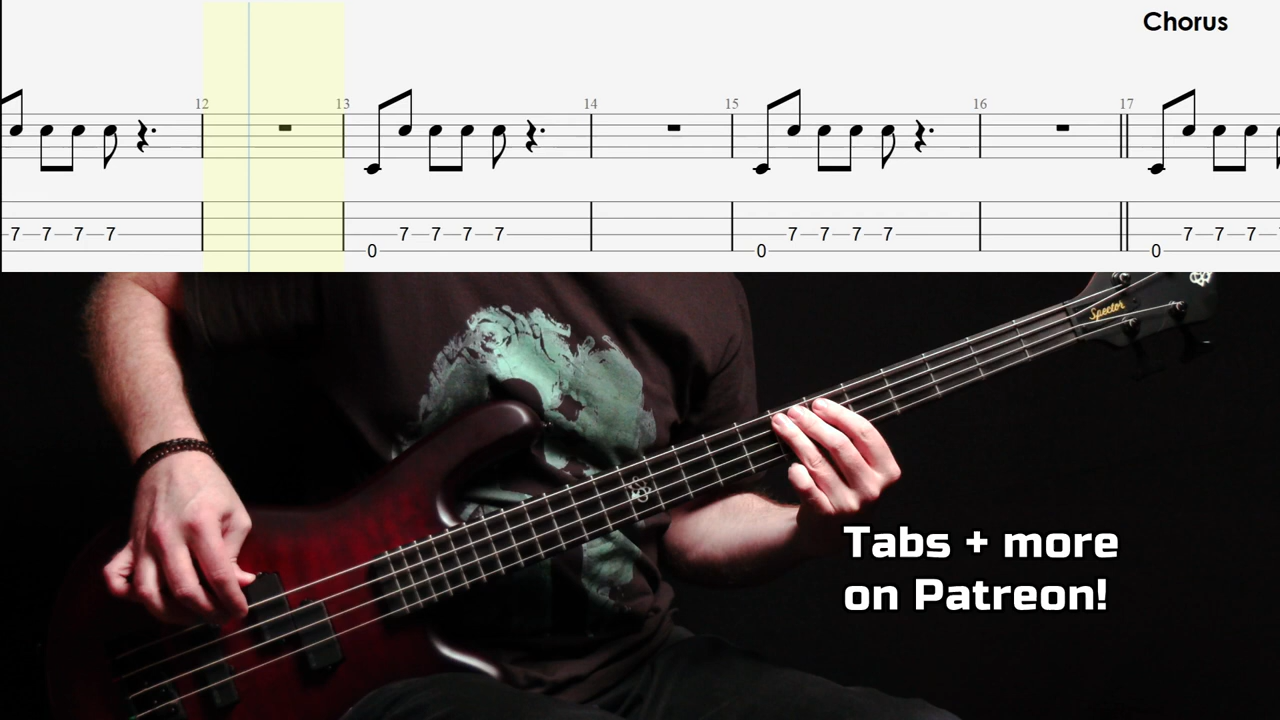 Chorus
12 13 14 15 16 17
7 7 7 7 0 7 7 7 7 0 7 7 7 7 0 7 7 7
Spector
Tabs + more
on Patreon!